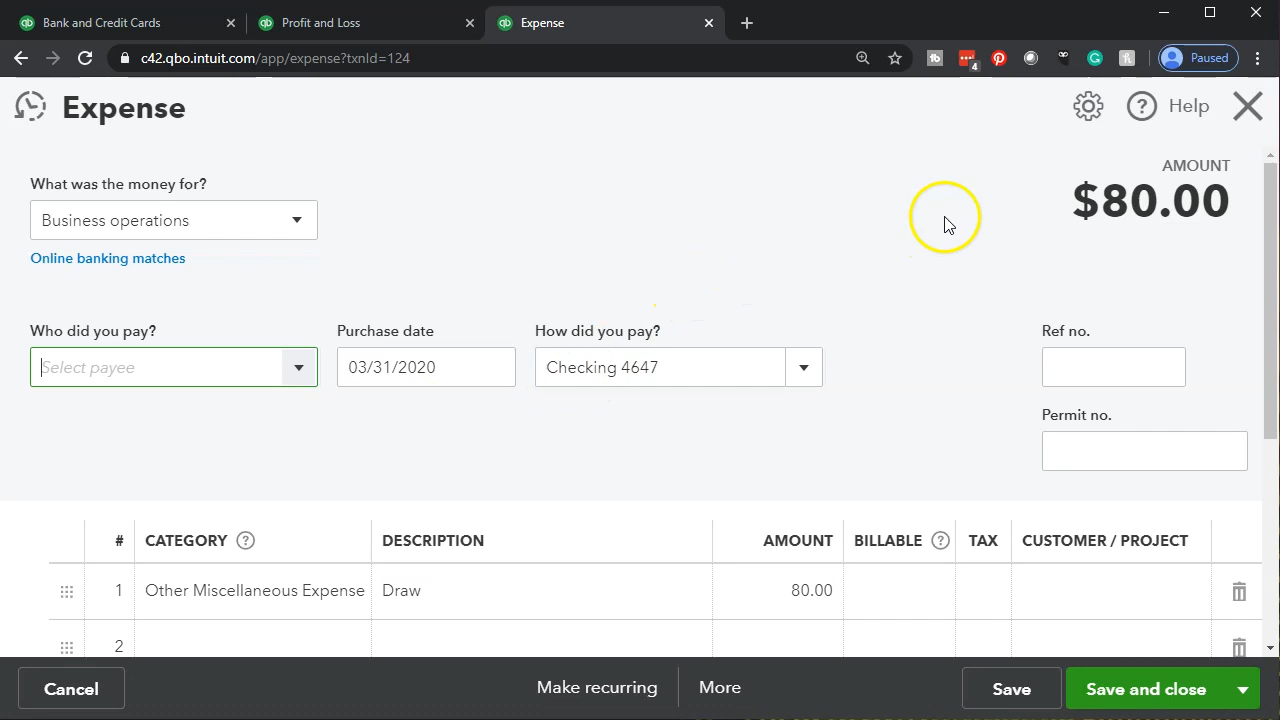 Bank and Credit Cards
Profit and Loss
Expense
c42.qbo.intuit.com/app/expense?txnId=124
4
Paused
Expense
Help
What was the money for?
AMOUNT
Business operations
$80.00
Online banking matches
Who did you pay?
Purchase date
How did you pay?
Ref no.
Select payee
03/31/2020
Checking 4647
Permit no.
# CATEGORY ? DESCRIPTION AMOUNT BILLABLE ? TAX CUSTOMER / PROJECT
1 Other Miscellaneous Expense Draw 80.00
2
Cancel Make recurring More Save Save and close